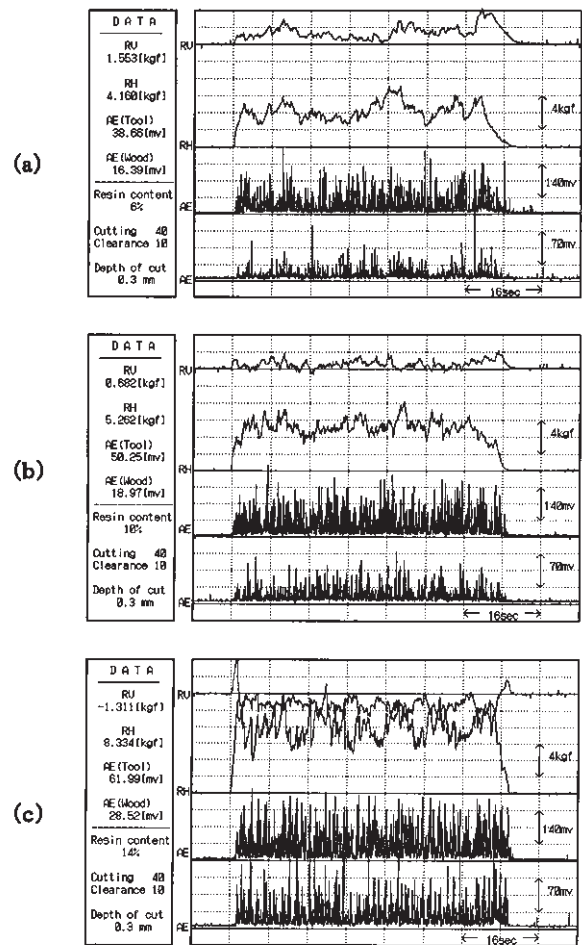 (a)
D A T A
RV
1.553[kgf]
RH
4.160[kgf]
AE(Tool)
38.66[mv]
AE(Wood)
16.39[mv]
Resin content
6%
Cutting 40
Clearance 10
Depth of cut
0.3 mm
RV
RH
AE
AE
4kgf
140mv
70mv
16sec
(b)
D A T A
RV
0.682[kgf]
RH
5.262[kgf]
AE(Tool)
50.25[mv]
AE(Wood)
18.97[mv]
Resin content
10%
Cutting 40
Clearance 10
Depth of cut
0.3 mm
RV
RH
AE
AE
4kgf
140mv
70mv
16sec
(c)
D A T A
RV
-1.311[kgf]
RH
8.334[kgf]
AE(Tool)
61.99[mv]
AE(Wood)
28.52[mv]
Resin content
14%
Cutting 40
Clearance 10
Depth of cut
0.3 mm
RV
RH
AE
AE
4kgf
140mv
70mv
16sec